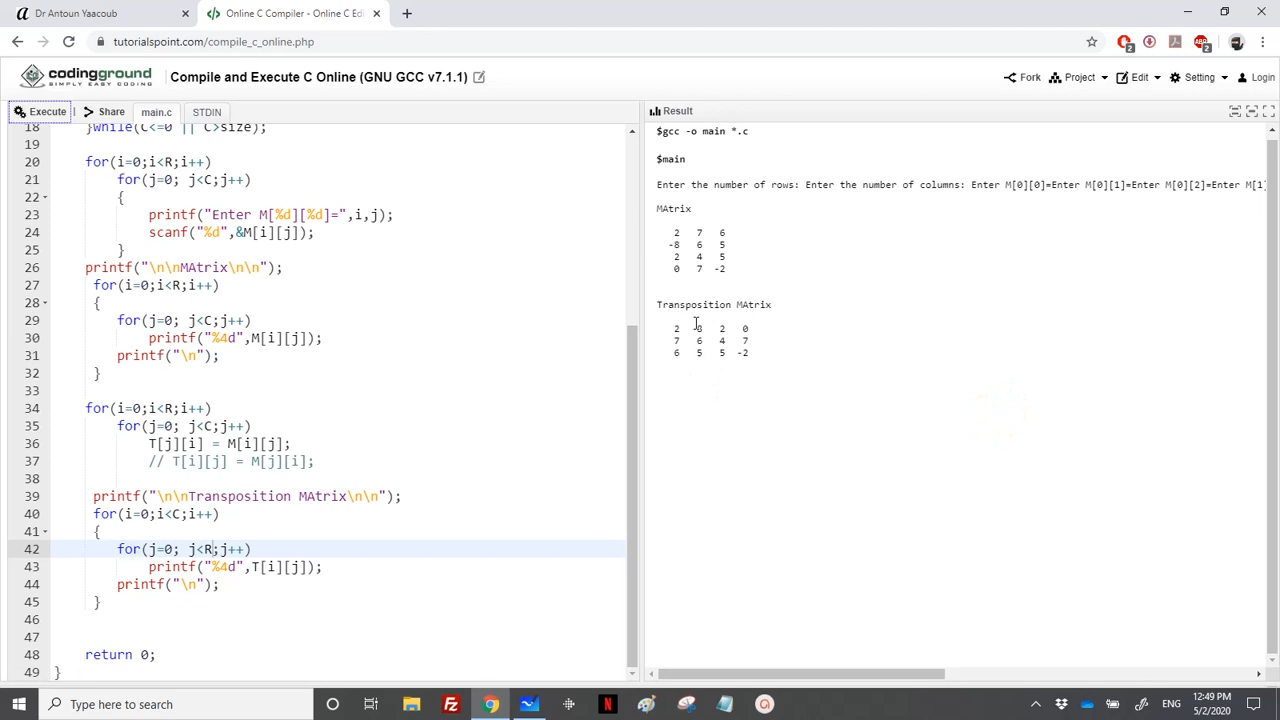 Dr Antoun Yaacoub
Online C Compiler - Online C Edi
tutorialspoint.com/compile_c_online.php
2
2
codingground
SIMPLY EASY CODING
Compile and Execute C Online (GNU GCC v7.1.1)
Fork
Project
Edit
Setting
Login
Execute
Share
main.c
STDIN
18 }while(C<=0 || C>size);
19
20 for(i=0;i<R;i++)
21 for(j=0; j<C;j++)
22 {
23 printf("Enter M[%d][%d]=",i,j);
24 scanf("%d",&M[i][j]);
25 }
26 printf("\n\nMAtrix\n\n");
27 for(i=0;i<R;i++)
28 {
29 for(j=0; j<C;j++)
30 printf("%4d",M[i][j]);
31 printf("\n");
32 }
33
34 for(i=0;i<R;i++)
35 for(j=0; j<C;j++)
36 T[j][i] = M[i][j];
37 // T[i][j] = M[j][i];
38
39 printf("\n\nTransposition MAtrix\n\n");
40 for(i=0;i<C;i++)
41 {
42 for(j=0; j<R;j++)
43 printf("%4d",T[i][j]);
44 printf("\n");
45 }
46
47
48 return 0;
49 }
Result
$gcc -o main *.c
$main
Enter the number of rows: Enter the number of columns: Enter M[0][0]=Enter M[0][1]=Enter M[0][2]=Enter M[1]
MAtrix
2 7 6
-8 6 5
2 4 5
0 7 -2
Transposition MAtrix
2 -8 2 0
7 6 4 7
6 5 5 -2
Type here to search
ENG
12:49 PM
5/2/2020